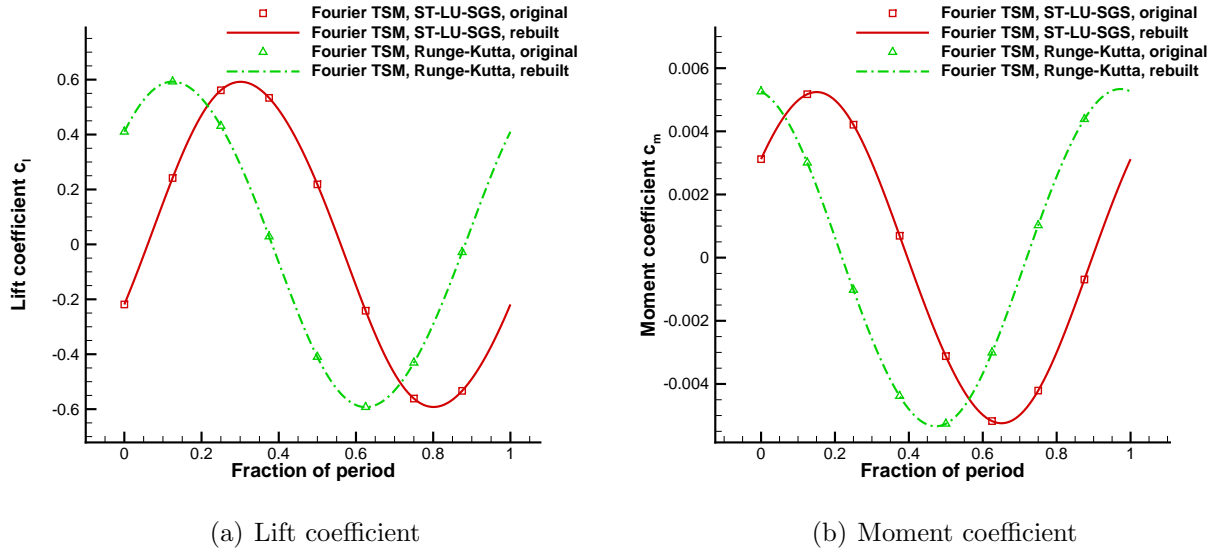 Fourier TSM, ST-LU-SGS, original
Fourier TSM, ST-LU-SGS, rebuilt
Fourier TSM, Runge-Kutta, original
Fourier TSM, Runge-Kutta, rebuilt
0.6
0.4
0.2
0
-0.2
-0.4
-0.6
Lift coefficient c_l
0 0.2 0.4 0.6 0.8 1
Fraction of period
(a) Lift coefficient
Fourier TSM, ST-LU-SGS, original
Fourier TSM, ST-LU-SGS, rebuilt
Fourier TSM, Runge-Kutta, original
Fourier TSM, Runge-Kutta, rebuilt
0.006
0.004
0.002
0
-0.002
-0.004
Moment coefficient c_m
0 0.2 0.4 0.6 0.8 1
Fraction of period
(b) Moment coefficient